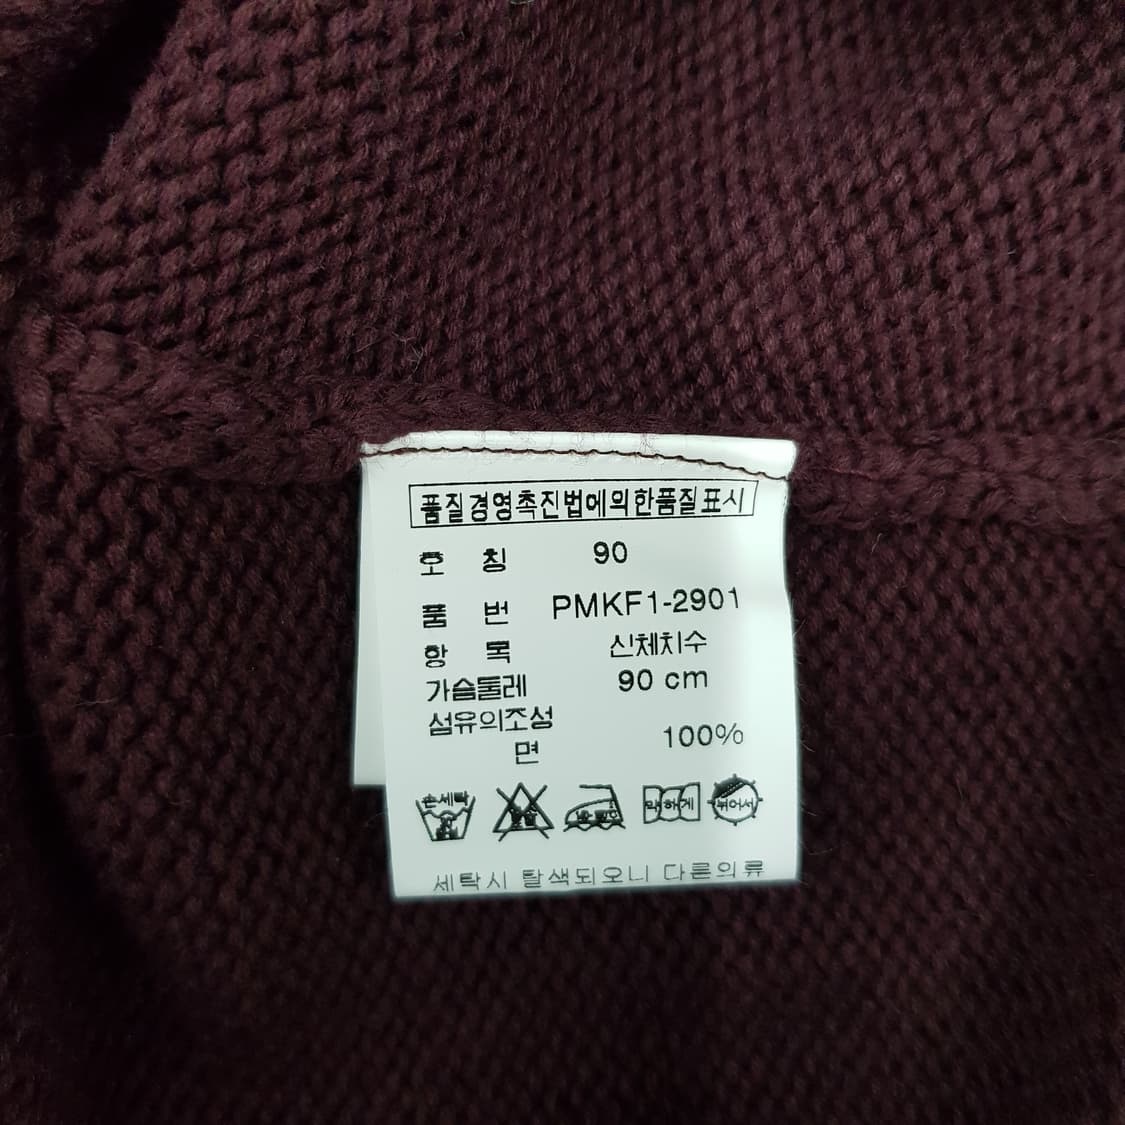 품질경영촉진법에의한품질표시
호 칭 90
품 번 PMKF1-2901
항 목 신체치수
가슴둘레 90 cm
섬유의조성
면 100%
손세탁 약하게 뉘어서
세탁시 탈색되오니 다른의류